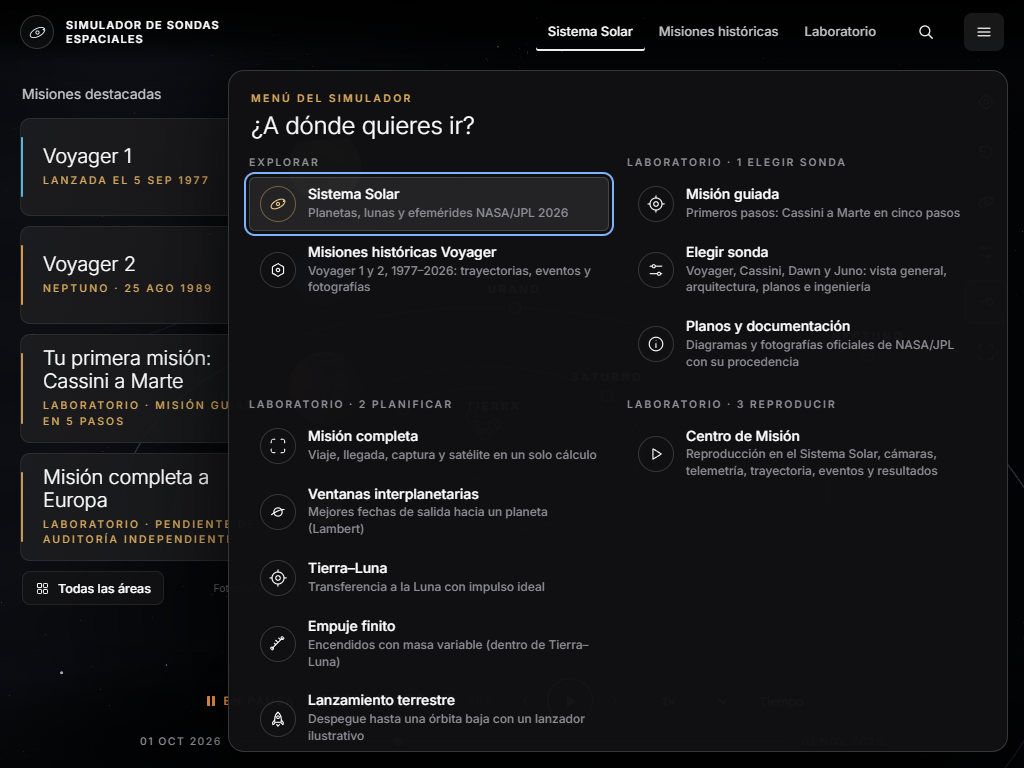 SIMULADOR DE SONDAS
ESPACIALES
Sistema Solar
Misiones históricas
Laboratorio
Misiones destacadas
Voyager 1
LANZADA EL 5 SEP 1977
Voyager 2
NEPTUNO · 25 AGO 1989
Tu primera misión:
Cassini a Marte
LABORATORIO · MISIÓN GU
EN 5 PASOS
Misión completa a
Europa
LABORATORIO · PENDIENTE
AUDITORÍA INDEPENDIENT
Todas las áreas
Fot
01 OCT 2026
MENÚ DEL SIMULADOR
¿A dónde quieres ir?
EXPLORAR
Sistema Solar
Planetas, lunas y efemérides NASA/JPL 2026
Misiones históricas Voyager
Voyager 1 y 2, 1977–2026: trayectorias, eventos y
fotografías
LABORATORIO · 1 ELEGIR SONDA
Misión guiada
Primeros pasos: Cassini a Marte en cinco pasos
Elegir sonda
Voyager, Cassini, Dawn y Juno: vista general,
arquitectura, planos e ingeniería
Planos y documentación
Diagramas y fotografías oficiales de NASA/JPL
con su procedencia
URANO
SATURNO
TIERRA
LABORATORIO · 2 PLANIFICAR
Misión completa
Viaje, llegada, captura y satélite en un solo cálculo
Ventanas interplanetarias
Mejores fechas de salida hacia un planeta
(Lambert)
Tierra–Luna
Transferencia a la Luna con impulso ideal
Empuje finito
Encendidos con masa variable (dentro de Tierra–
Luna)
Lanzamiento terrestre
Despegue hasta una órbita baja con un lanzador
ilustrativo
LABORATORIO · 3 REPRODUCIR
Centro de Misión
Reproducción en el Sistema Solar, cámaras,
telemetría, trayectoria, eventos y resultados